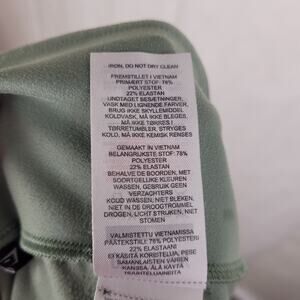 IRON, DO NOT DRY CLEAN
FREMSTILLET I VIETNAM
PRIMÆRT STOF: 78%
POLYESTER
22% ELASTAN
UNDTAGET BESÆTNINGER,
VASK MED LIGNENDE FARVER,
BRUG IKKE SKYLLEMIDDEL
KOLDVASK, MÅ IKKE BLEGES,
MÅ IKKE TØRRES I
TØRRETUMBLER, STRYGES
KOLD, MÅ IKKE KEMISK RENSES
GEMAAKT IN VIETNAM
BELANGRIJKSTE STOF: 78%
POLYESTER
22% ELASTAN
BEHALVE DE BOORDEN, MET
SOORTGELIJKE KLEUREN
WASSEN, GEBRUIK GEEN
VERZACHTERS
KOUD WASSEN, NIET BLEKEN,
NIET IN DE DROOGTROMMEL
DROGEN, LICHT STRIJKEN, NIET
STOMEN
VALMISTETTU VIETNAMISSA
PÄÄTEKSTIILI: 78% POLYESTERI
22% ELASTAANI
EI KÄSITÄ KORISTELUJA, PESE
SAMANLAISTEN VÄRIEN
KANSSA, ÄLÄ KÄYTÄ